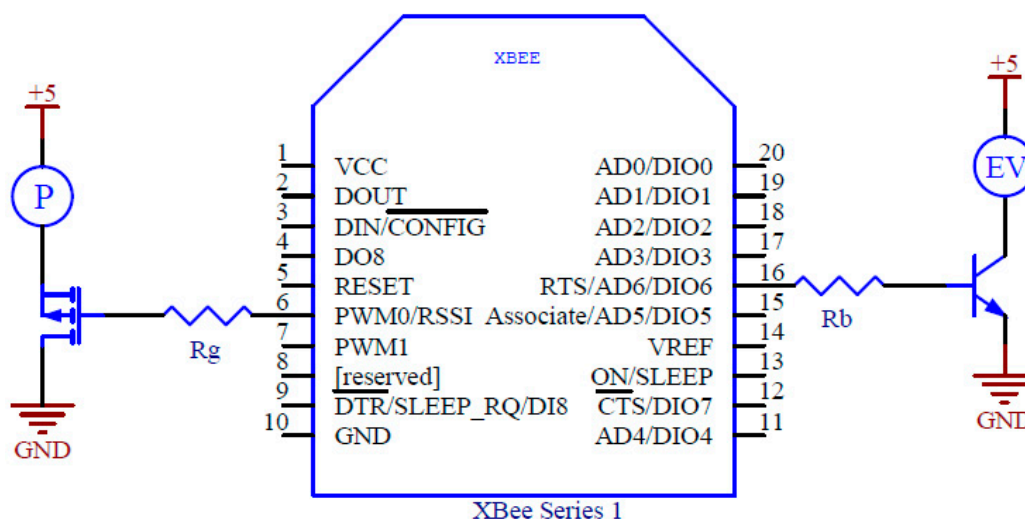 XBEE
+5
P
Rg
GND
1 VCC
2 DOUT
3 DIN/CONFIG
4 DO8
5 RESET
6 PWM0/RSSI
7 PWM1
8 [reserved]
9 DTR/SLEEP_RQ/DI8
10 GND
AD0/DIO0 20
AD1/DIO1 19
AD2/DIO2 18
AD3/DIO3 17
RTS/AD6/DIO6 16
Associate/AD5/DIO5 15
VREF 14
ON/SLEEP 13
CTS/DIO7 12
AD4/DIO4 11
+5
EV
Rb
GND
XBee Series 1